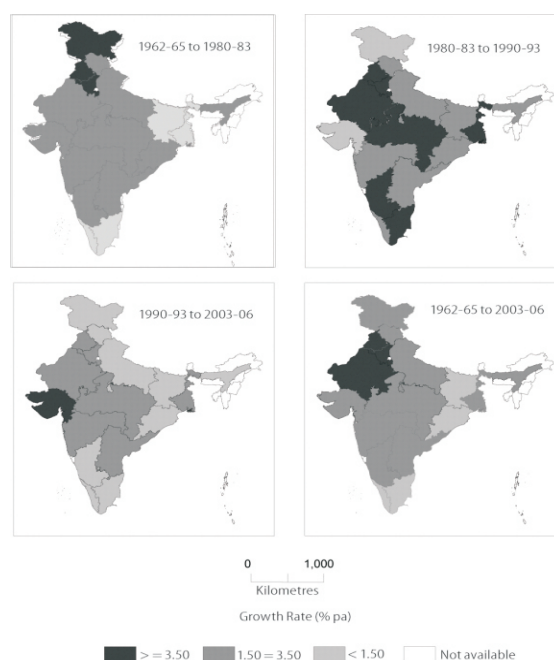 1962-65 to 1980-83
1980-83 to 1990-93
1990-93 to 2003-06
1962-65 to 2003-06
0 1,000
Kilometres
Growth Rate (% pa)
> = 3.50 1.50 = 3.50 < 1.50 Not available